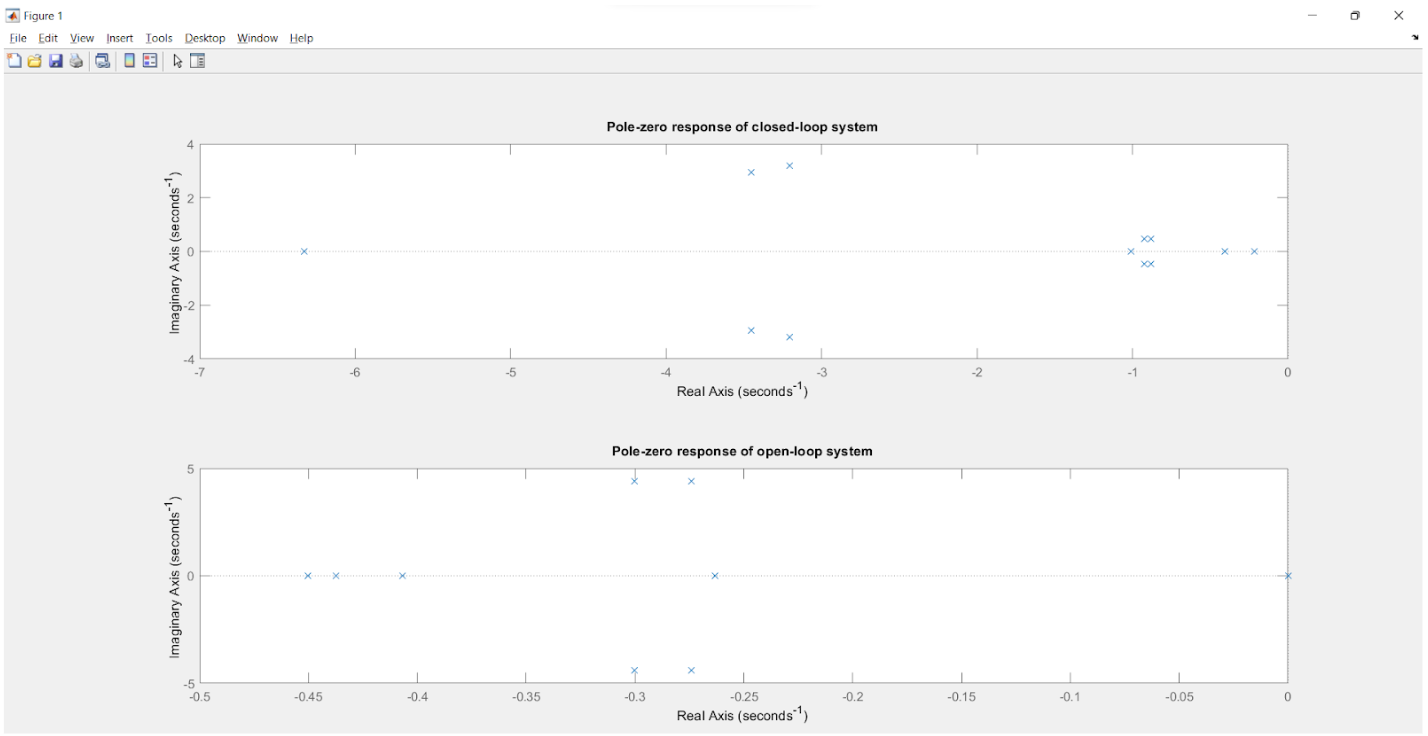 Figure 1
File Edit View Insert Tools Desktop Window Help
Pole-zero response of closed-loop system
4
2
0
-2
-4
Imaginary Axis (seconds⁻¹)
-7 -6 -5 -4 -3 -2 -1 0
Real Axis (seconds⁻¹)
Pole-zero response of open-loop system
5
0
-5
Imaginary Axis (seconds⁻¹)
-0.5 -0.45 -0.4 -0.35 -0.3 -0.25 -0.2 -0.15 -0.1 -0.05 0
Real Axis (seconds⁻¹)